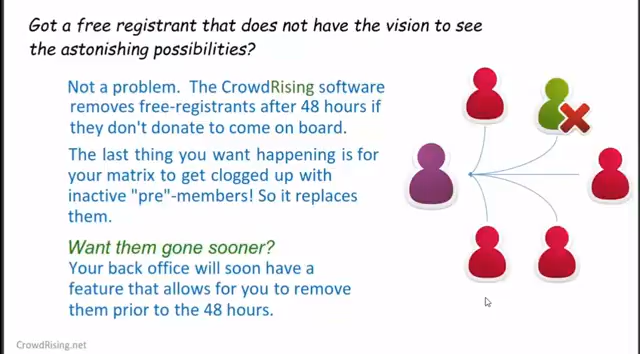 Got a free registrant that does not have the vision to see
the astonishing possibilities?
Not a problem. The CrowdRising software
removes free-registrants after 48 hours if
they don't donate to come on board.
The last thing you want happening is for
your matrix to get clogged up with
inactive "pre"-members! So it replaces
them.
Want them gone sooner?
Your back office will soon have a
feature that allows for you to remove
them prior to the 48 hours.
CrowdRising.net